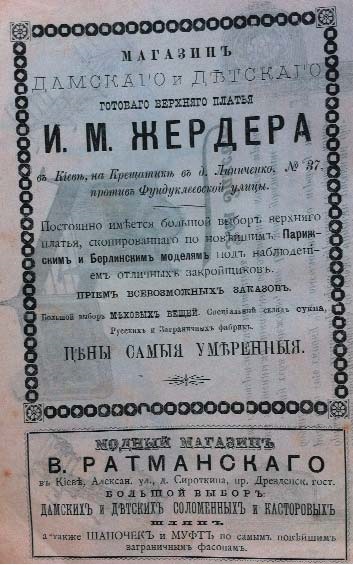 МАГАЗИНЪ
ДАМСКАГО и ДѢТСКАГО
ГОТОВАГО ВЕРХНЯГО ПЛАТЬЯ
И. М. ЖЕРДЕРА
въ Кіевѣ, на Крещатикѣ въ д. Линниченко, № 37,
противъ Фундуклеевской улицы.
Постоянно имѣется большой выборъ верхняго
платья, скопированнаго по новѣйшимъ Париж-
скимъ и Берлинскимъ моделямъ подъ наблюдені-
емъ отличныхъ закройщиковъ.
ПРІЕМЪ ВСЕВОЗМОЖНЫХЪ ЗАКАЗОВЪ.
Большой выборъ МѢХОВЫХЪ ВЕЩЕЙ. Спеціальный складъ сукна,
Русскихъ и Заграничныхъ фабрикъ.
ЦѢНЫ САМЫЯ УМѢРЕННЫЯ.
МОДНЫЙ МАГАЗИНЪ
В. РАТМАНСКАГО
въ Кіевѣ, Алексан. ул., д. Сироткина, пр. Дрезденск. гост.
БОЛЬШОЙ ВЫБОРЪ
ДАМСКИХЪ и ДѢТСКИХЪ СОЛОМЕННЫХЪ и КАСТОРОВЫХЪ
ШЛЯПЪ
а также ШАПОЧЕКЪ и МУФТЪ по самымъ новѣйшимъ
заграничнымъ фасонамъ.